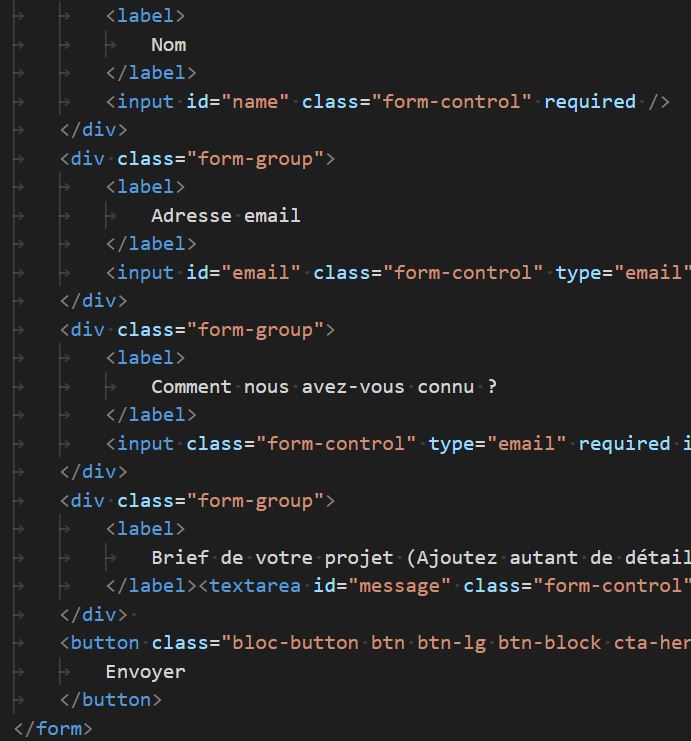 <label>
Nom
</label>
<input id="name" class="form-control" required />
</div>
<div class="form-group">
<label>
Adresse email
</label>
<input id="email" class="form-control" type="email"
</div>
<div class="form-group">
<label>
Comment nous avez-vous connu ?
</label>
<input class="form-control" type="email" required i
</div>
<div class="form-group">
<label>
Brief de votre projet (Ajoutez autant de détail
</label><textarea id="message" class="form-control"
</div>
<button class="bloc-button btn btn-lg btn-block cta-her
Envoyer
</button>
</form>